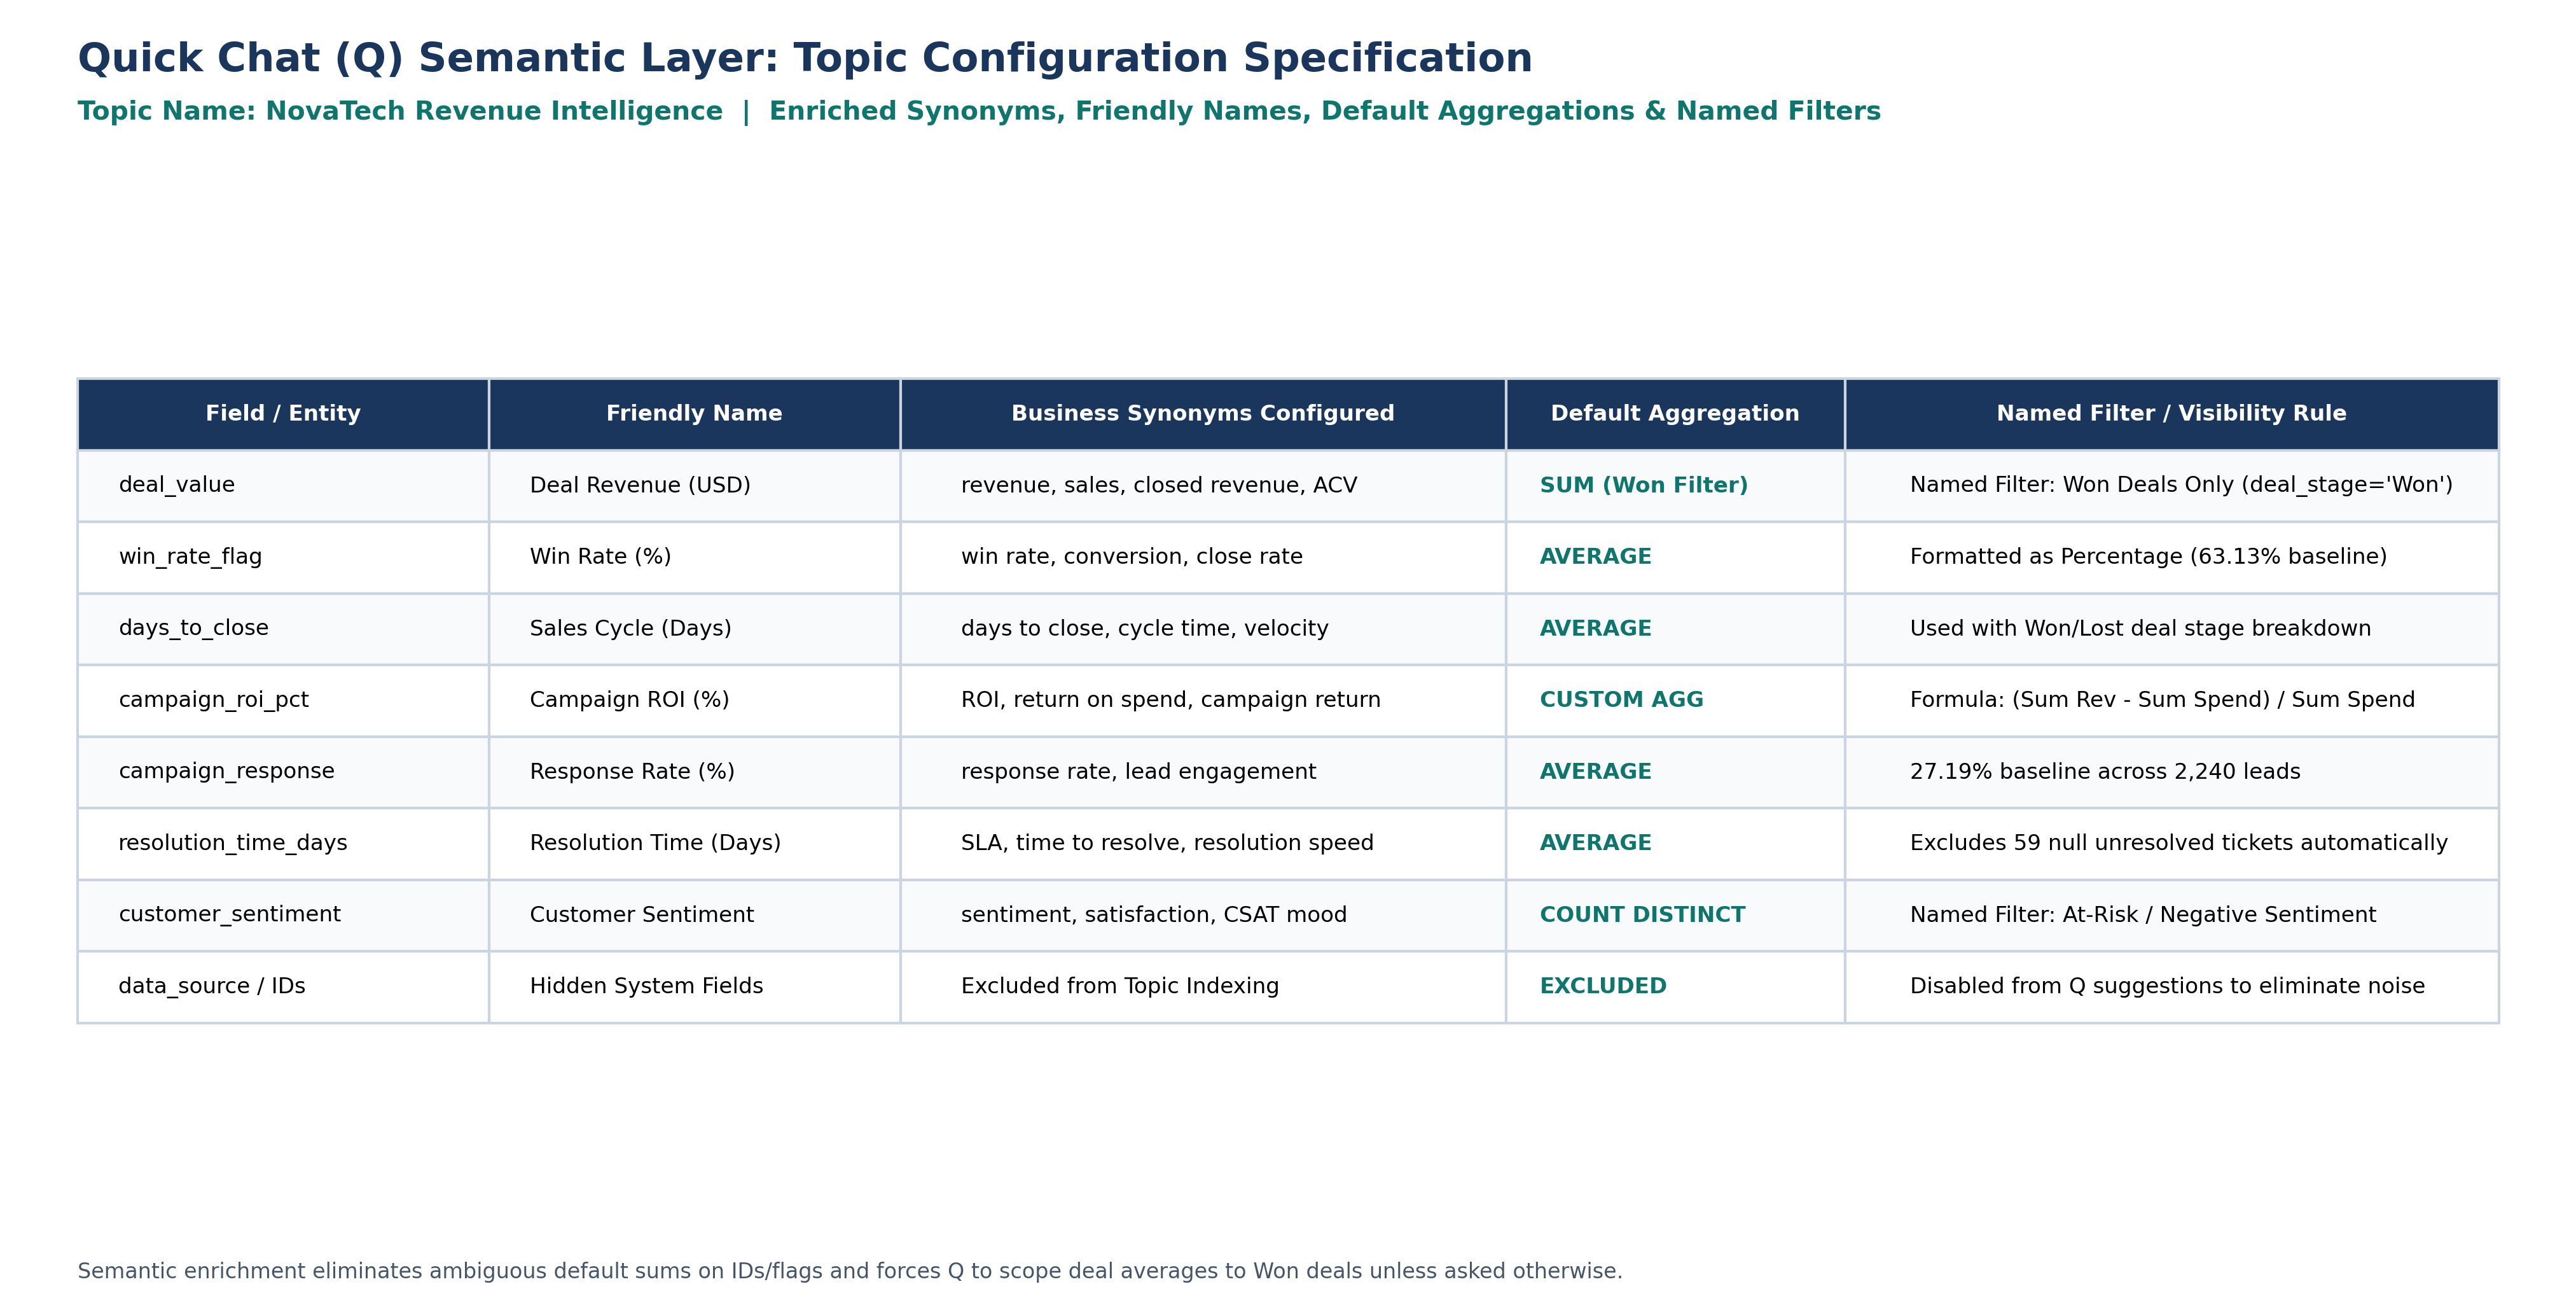 Quick Chat (Q) Semantic Layer: Topic Configuration Specification
Topic Name: NovaTech Revenue Intelligence | Enriched Synonyms, Friendly Names, Default Aggregations & Named Filters
Field / Entity Friendly Name Business Synonyms Configured Default Aggregation Named Filter / Visibility Rule
deal_value Deal Revenue (USD) revenue, sales, closed revenue, ACV SUM (Won Filter) Named Filter: Won Deals Only (deal_stage='Won')
win_rate_flag Win Rate (%) win rate, conversion, close rate AVERAGE Formatted as Percentage (63.13% baseline)
days_to_close Sales Cycle (Days) days to close, cycle time, velocity AVERAGE Used with Won/Lost deal stage breakdown
campaign_roi_pct Campaign ROI (%) ROI, return on spend, campaign return CUSTOM AGG Formula: (Sum Rev - Sum Spend) / Sum Spend
campaign_response Response Rate (%) response rate, lead engagement AVERAGE 27.19% baseline across 2,240 leads
resolution_time_days Resolution Time (Days) SLA, time to resolve, resolution speed AVERAGE Excludes 59 null unresolved tickets automatically
customer_sentiment Customer Sentiment sentiment, satisfaction, CSAT mood COUNT DISTINCT Named Filter: At-Risk / Negative Sentiment
data_source / IDs Hidden System Fields Excluded from Topic Indexing EXCLUDED Disabled from Q suggestions to eliminate noise
Semantic enrichment eliminates ambiguous default sums on IDs/flags and forces Q to scope deal averages to Won deals unless asked otherwise.